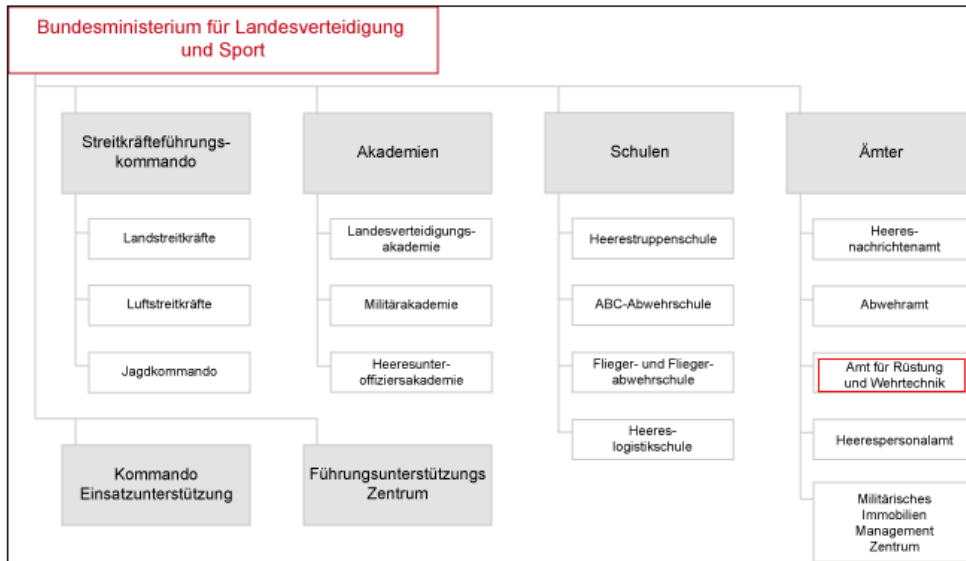 Bundesministerium für Landesverteidigung
und Sport
Streitkräfteführungs-
kommando
Landstreitkräfte
Luftstreitkräfte
Jagdkommando
Akademien
Landesverteidigungs-
akademie
Militärakademie
Heeresunter-
offiziersakademie
Schulen
Heerestruppenschule
ABC-Abwehrschule
Flieger- und Flieger-
abwehrschule
Heeres-
logistikschule
Ämter
Heeres-
nachrichtenamt
Abwehramt
Amt für Rüstung
und Wehrtechnik
Heerespersonalamt
Militärisches
Immobilien
Management
Zentrum
Kommando
Einsatzunterstützung
Führungsunterstützungs
Zentrum